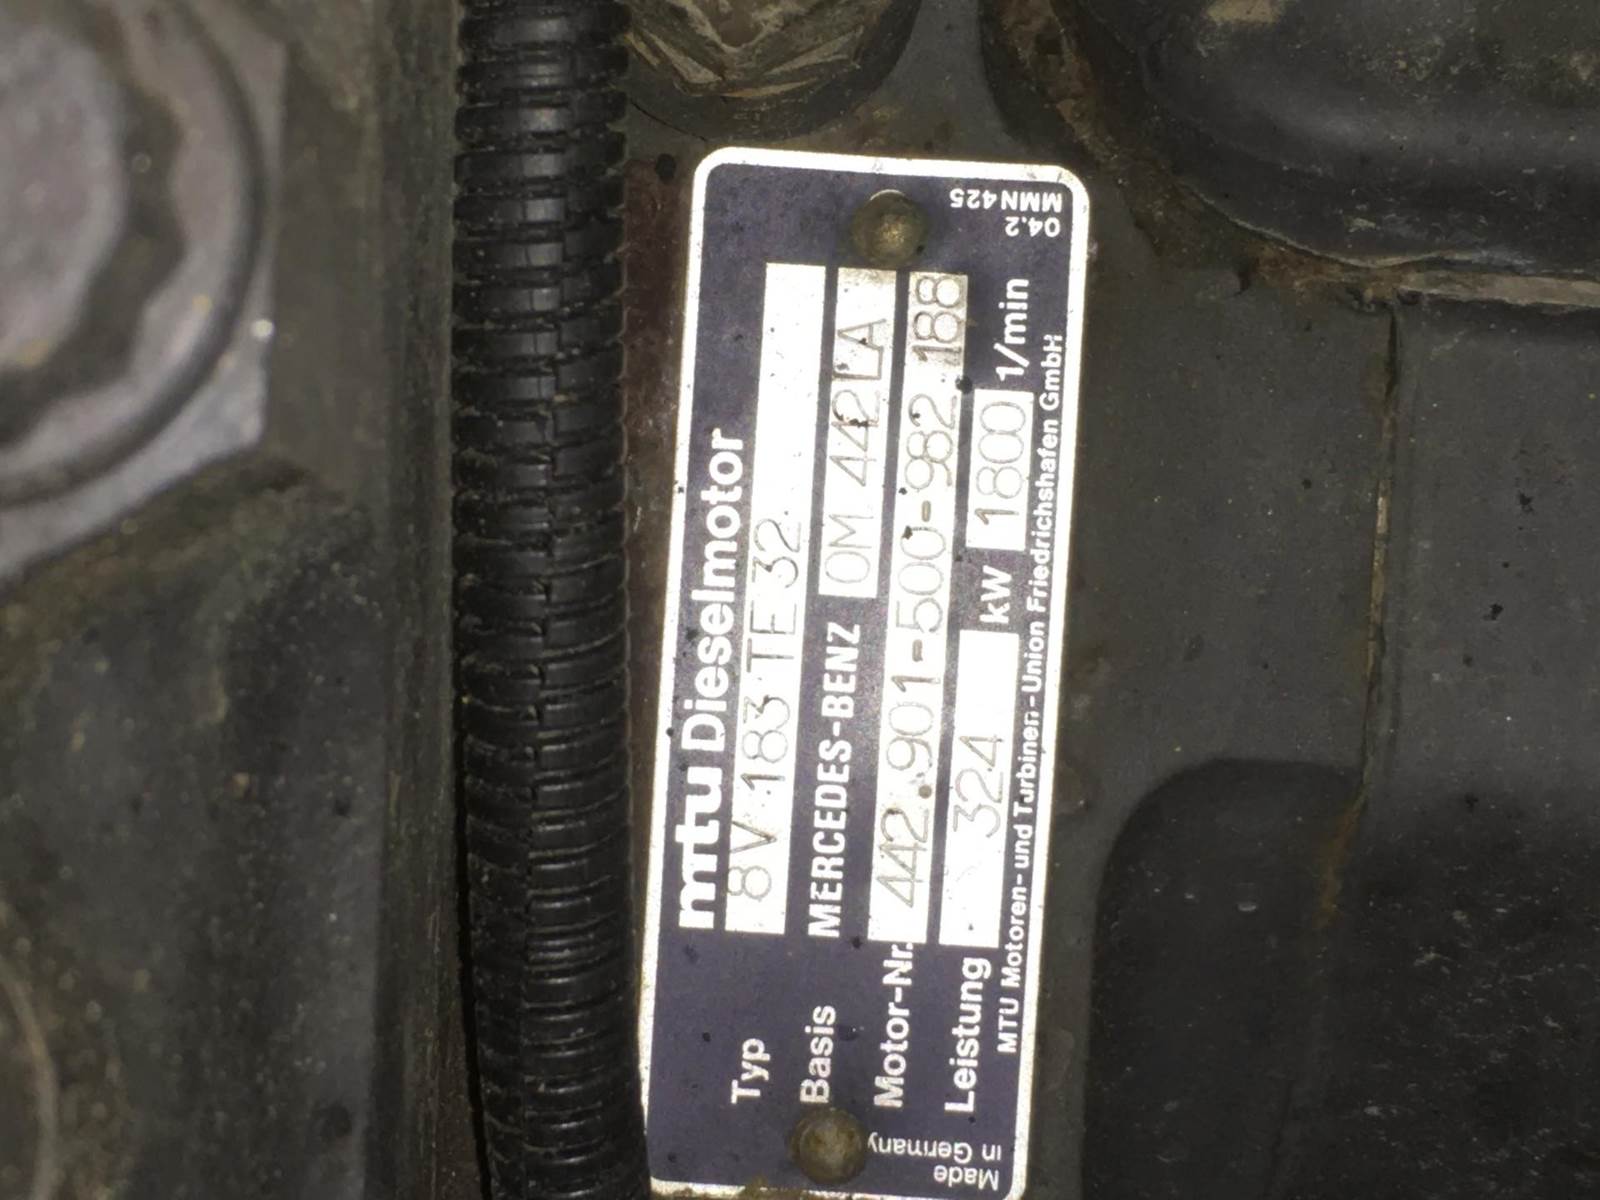 mtu Dieselmotor
Typ 8V 183 TE 32
Basis MERCEDES-BENZ OM 442 LA
Motor-Nr. 442.901-500-982 188
Leistung 324 kW 1800 1/min
MTU Motoren- und Turbinen-Union Friedrichshafen GmbH
Made
in Germany
04.2
MMN425